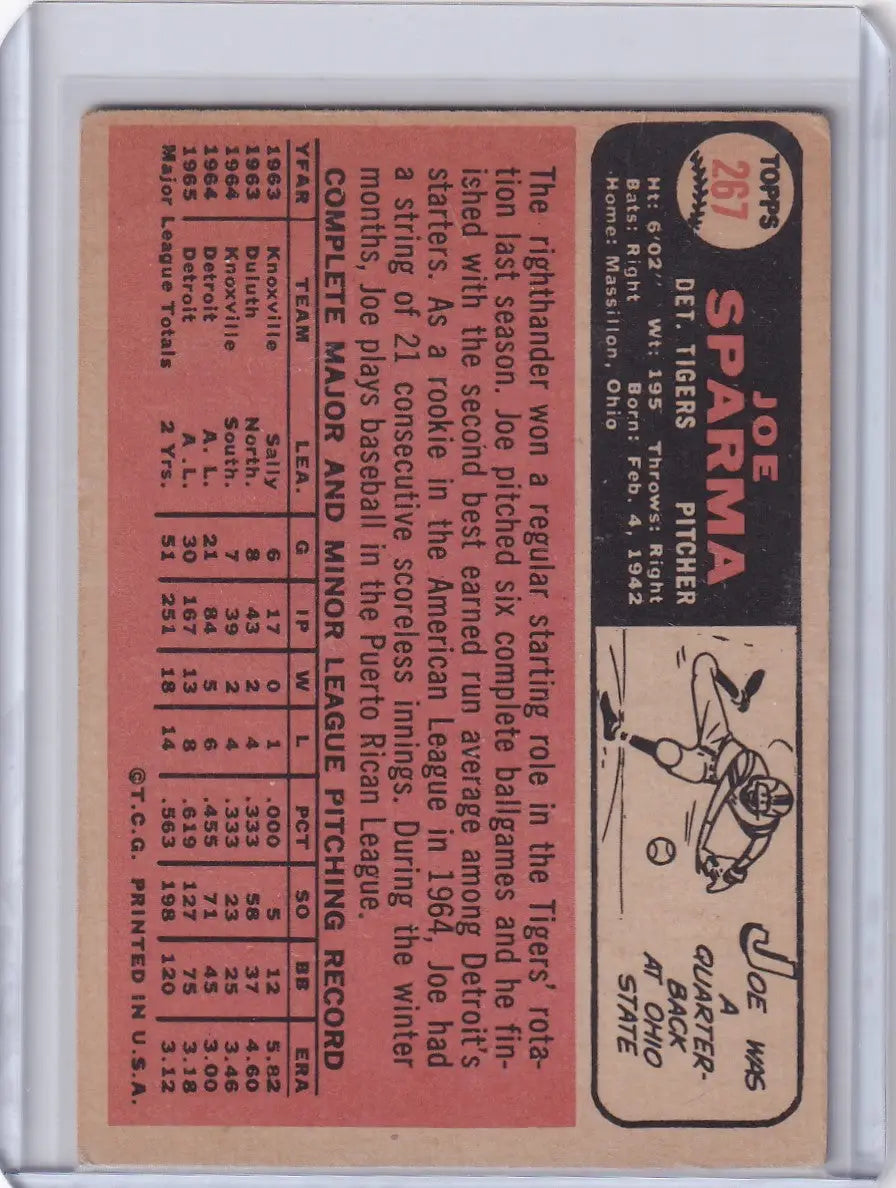 TOPPS
267
JOE
SPARMA
DET. TIGERS PITCHER
Ht: 6'02" Wt: 195 Throws: Right
Bats: Right Born: Feb. 4, 1942
Home: Massillon, Ohio
JOE WAS
A
QUARTER-
BACK
AT OHIO
STATE
The righthander won a regular starting role in the Tigers' rota-
tion last season. Joe pitched six complete ballgames and he fin-
ished with the second best earned run average among Detroit's
starters. As a rookie in the American League in 1964, Joe had
a string of 21 consecutive scoreless innings. During the winter
months, Joe plays baseball in the Puerto Rican League.
COMPLETE MAJOR AND MINOR LEAGUE PITCHING RECORD
YEAR TEAM LEA. G IP W L PCT SO BB ERA
1963 Knoxville Sally 6 17 0 1 .000 5 12 5.82
1963 Duluth North. 8 43 2 4 .333 58 37 4.60
1964 Knoxville South. 7 39 2 4 .333 23 25 3.46
1964 Detroit A. L. 21 84 5 6 .455 71 45 3.00
1965 Detroit A. L. 30 167 13 8 .619 127 75 3.18
Major League Totals 2 Yrs. 51 251 18 14 .563 198 120 3.12
©T.C.G. PRINTED IN U.S.A.